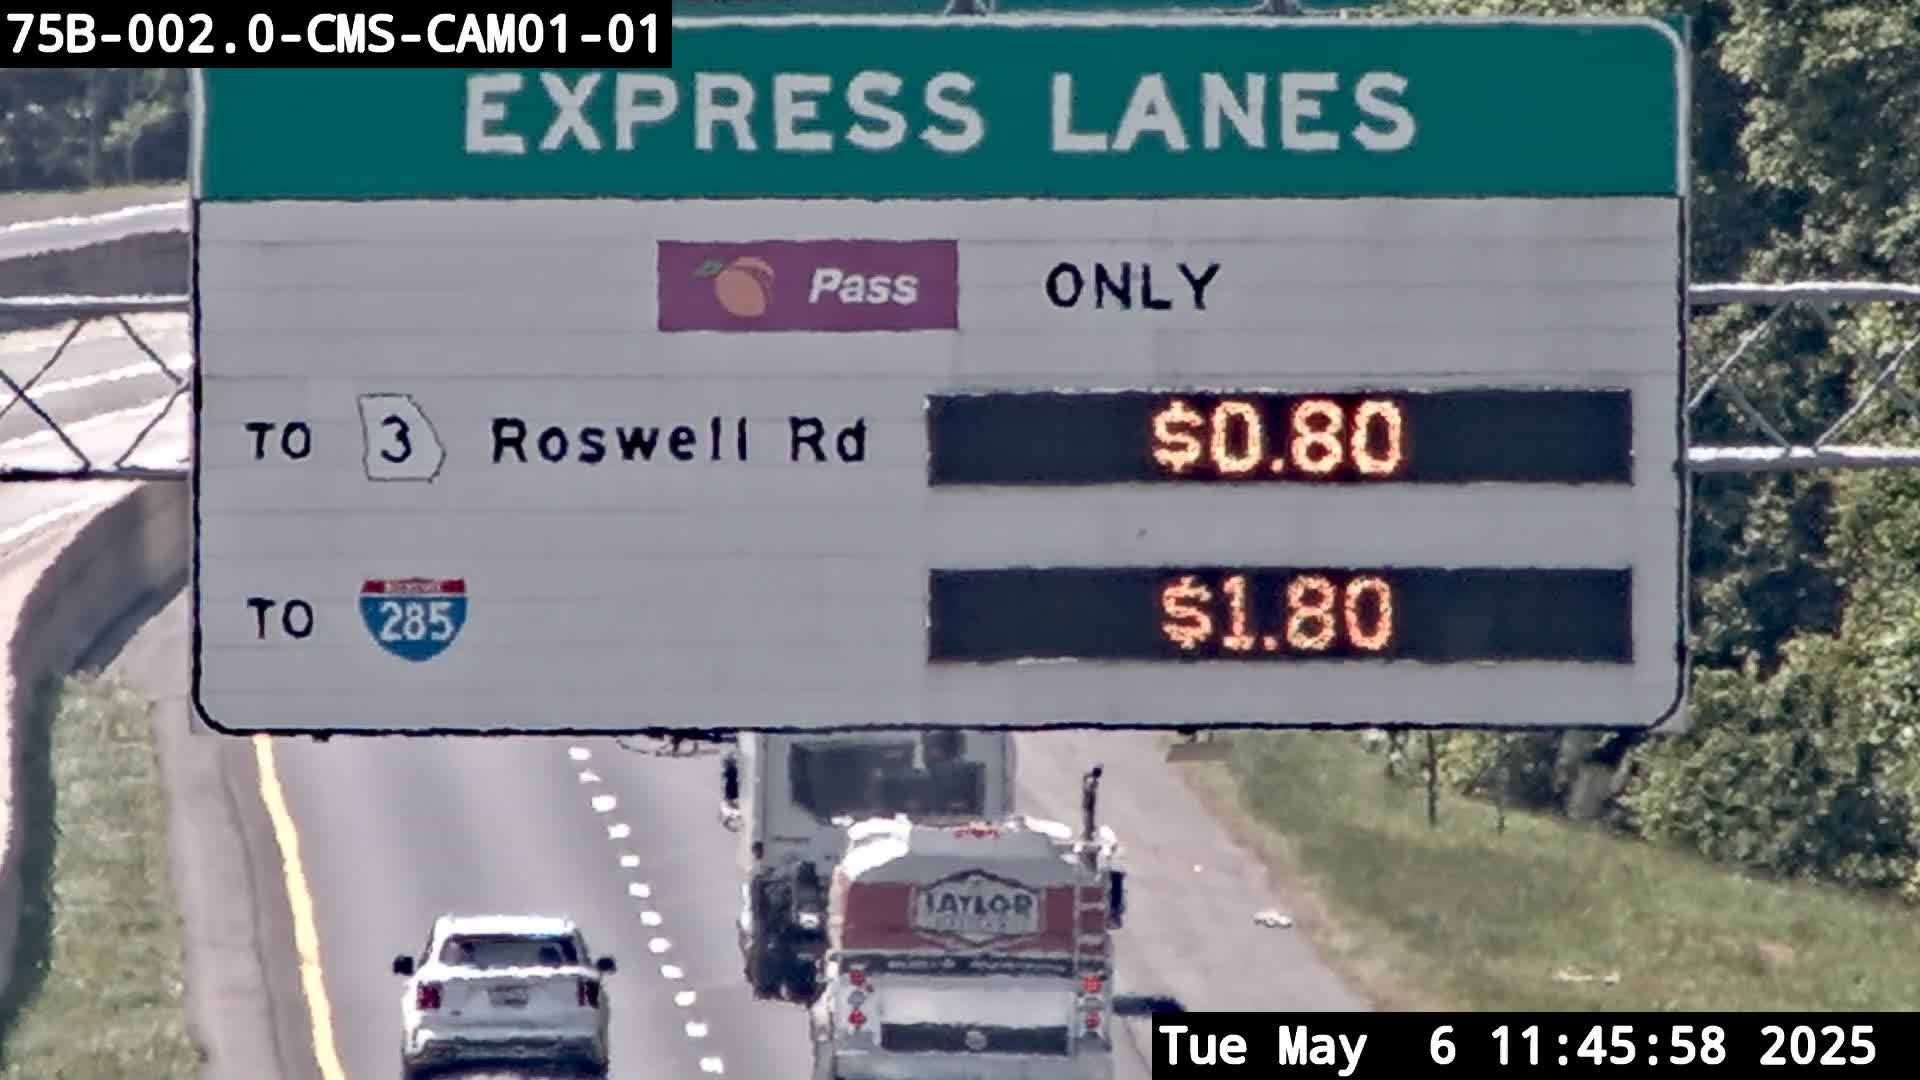 75B-002.0-CMS-CAM01-01
EXPRESS LANES
Pass ONLY
TO 3 Roswell Rd $0.80
TO 285 $1.80
TAYLOR
Tue May 6 11:45:58 2025